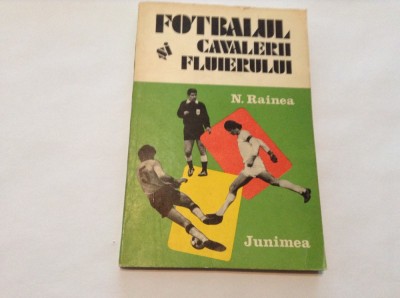 FOTBALUL
ȘI CAVALERII
FLUIERULUI
N. Rainea
Junimea